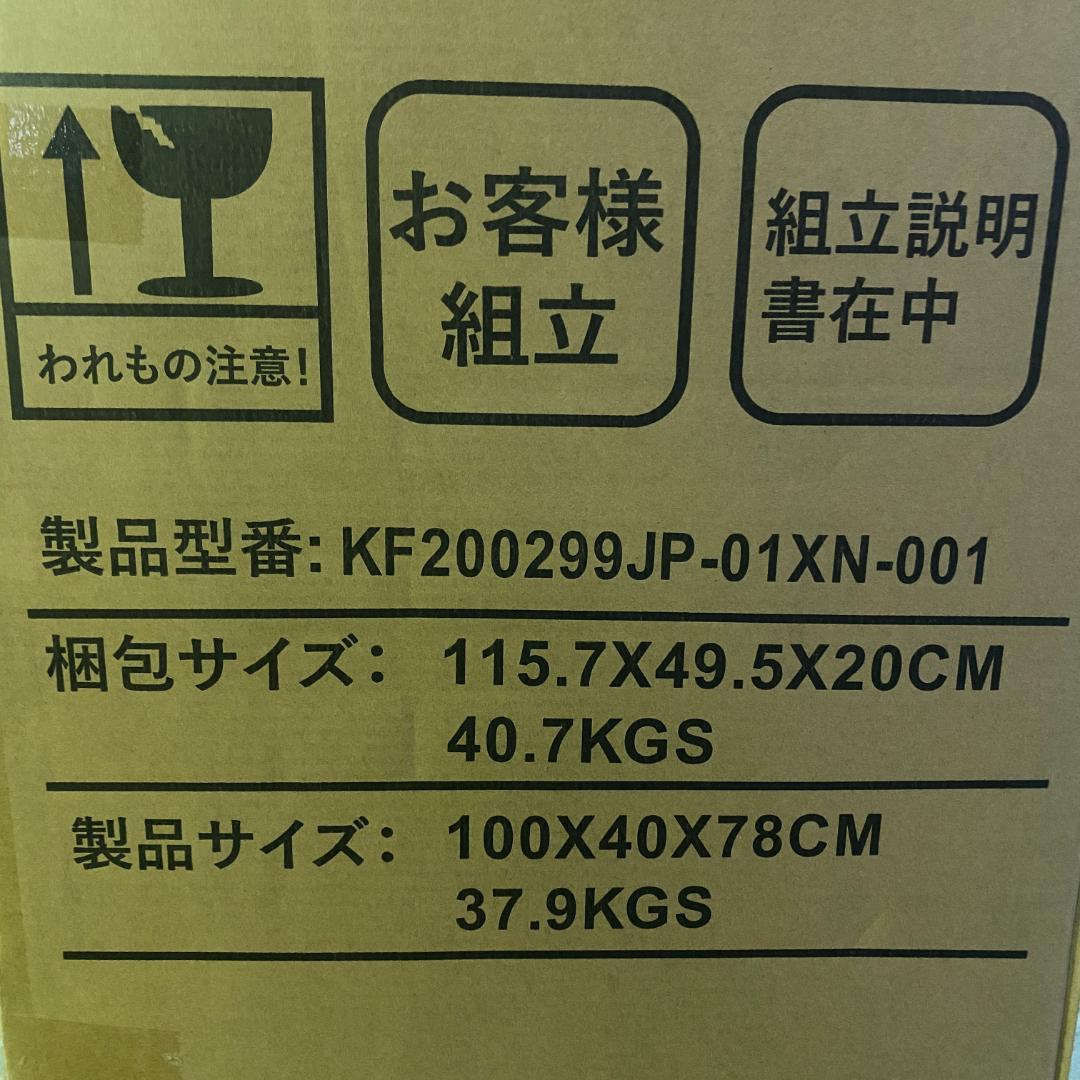 われもの注意!
お客様
組立
組立説明
書在中
製品型番: KF200299JP-01XN-001
梱包サイズ: 115.7X49.5X20CM
40.7KGS
製品サイズ: 100X40X78CM
37.9KGS